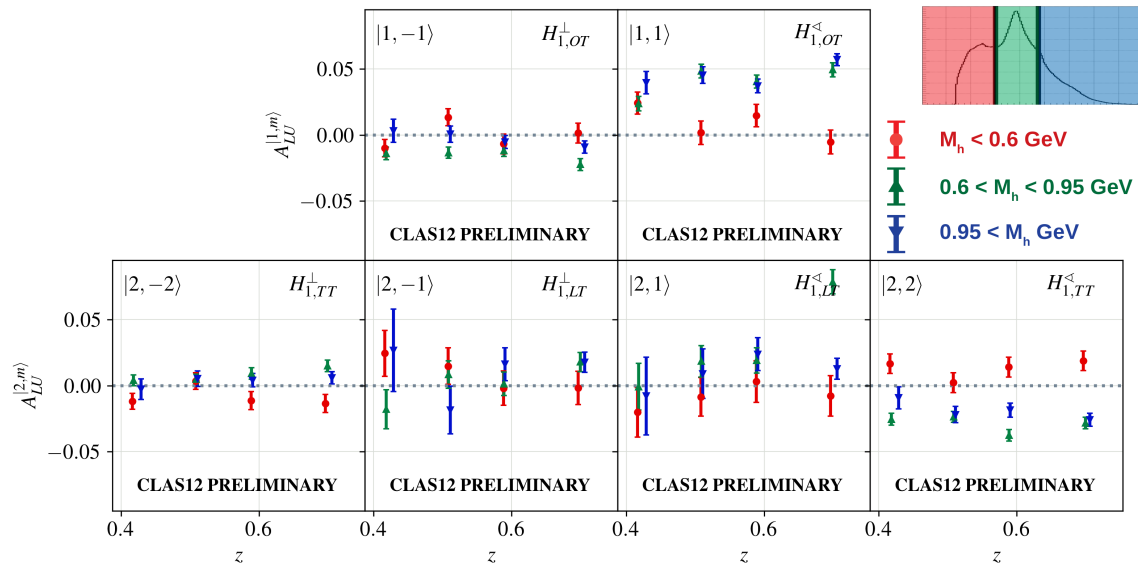 |1, −1⟩ H⊥1,OT
|1, 1⟩ H∢1,OT
A|1,m⟩LU
0.05
0.00
−0.05
CLAS12 PRELIMINARY
CLAS12 PRELIMINARY
Mh < 0.6 GeV
0.6 < Mh < 0.95 GeV
0.95 < Mh GeV
|2, −2⟩ H⊥1,TT
|2, −1⟩ H⊥1,LT
|2, 1⟩ H∢1,LT
|2, 2⟩ H∢1,TT
A|2,m⟩LU
0.05
0.00
−0.05
CLAS12 PRELIMINARY
CLAS12 PRELIMINARY
CLAS12 PRELIMINARY
CLAS12 PRELIMINARY
0.4 0.6
0.4 0.6
0.4 0.6
0.4 0.6
z
z
z
z